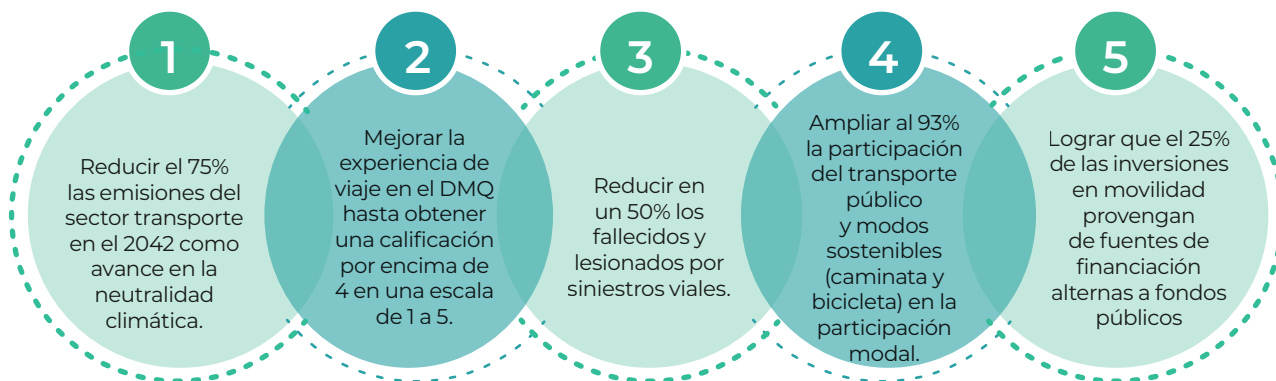 1
Reducir el 75%
las emisiones del
sector transporte
en el 2042 como
avance en la
neutralidad
climática.
2
Mejorar la
experiencia de
viaje en el DMQ
hasta obtener
una calificación
por encima de
4 en una escala
de 1 a 5.
3
Reducir en
un 50% los
fallecidos y
lesionados por
siniestros viales.
4
Ampliar al 93%
la participación
del transporte
público
y modos
sostenibles
(caminata y
bicicleta) en la
participación
modal.
5
Lograr que el 25%
de las inversiones
en movilidad
provengan
de fuentes de
financiación
alternas a fondos
públicos